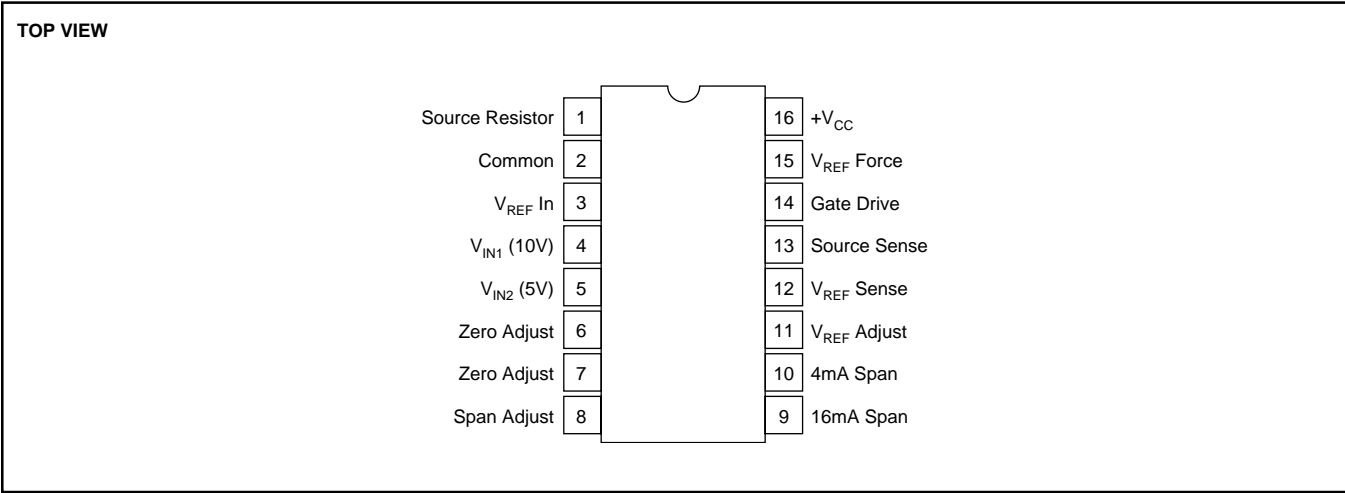 TOP VIEW
Source Resistor 1 16 +VCC
Common 2 15 VREF Force
VREF In 3 14 Gate Drive
VIN1 (10V) 4 13 Source Sense
VIN2 (5V) 5 12 VREF Sense
Zero Adjust 6 11 VREF Adjust
Zero Adjust 7 10 4mA Span
Span Adjust 8 9 16mA Span